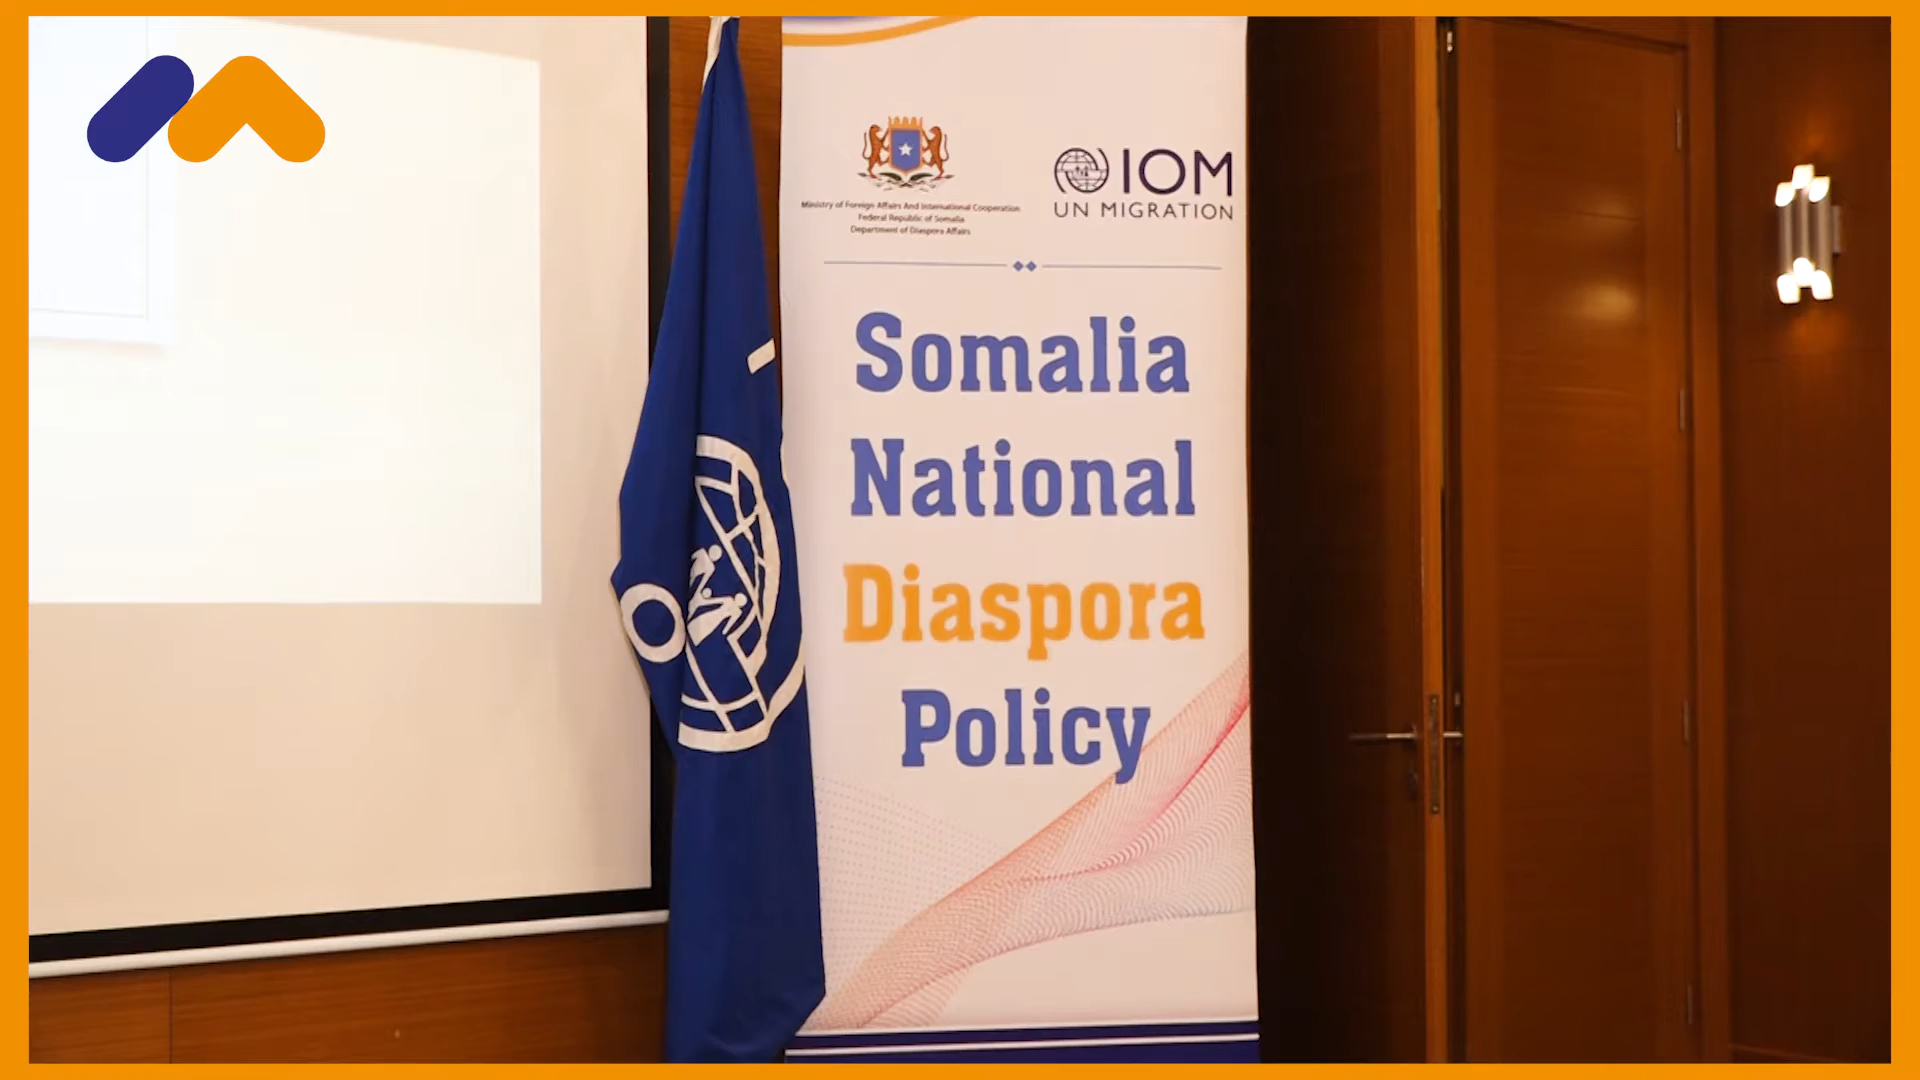 Ministry of Foreign Affairs And International Cooperation
Federal Republic of Somalia
Department of Diaspora Affairs
IOM
UN MIGRATION
Somalia
National
Diaspora
Policy
IO